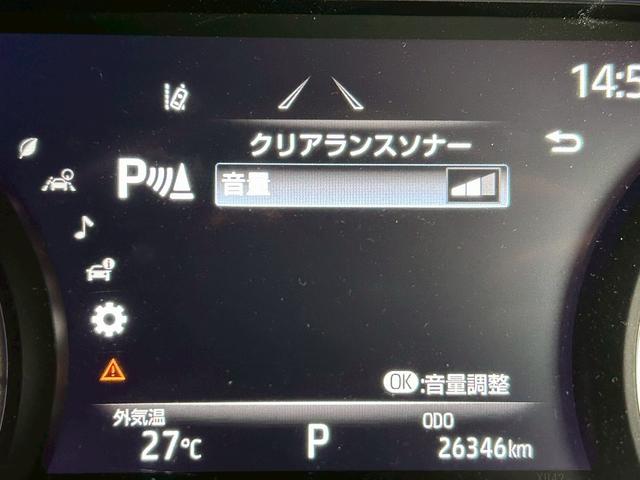 14:5
クリアランスソナー
P
音量
OK:音量調整
外気温
27℃
P
ODO
26346km